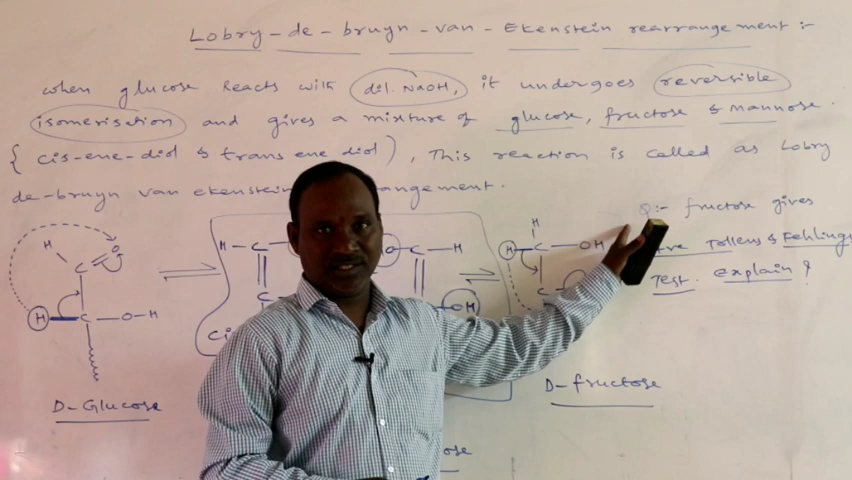 Lobry-de-bruyn-van-Ekenstein rearrangement:-
when glucose reacts with dil. NaOH, it undergoes reversible
isomerisation and gives a mixture of glucose, fructose & mannose.
{ cis-ene-diol & trans ene diol ), This reaction is called as Lobry
de-bruyn van ekenstein
Q:- fructose gives
Tollens & Fehlings
Test. explain ?
H C O
H C O-H
H-C
C
O C-H
OH
H
H C OH
C
D-Glucose
D-fructose